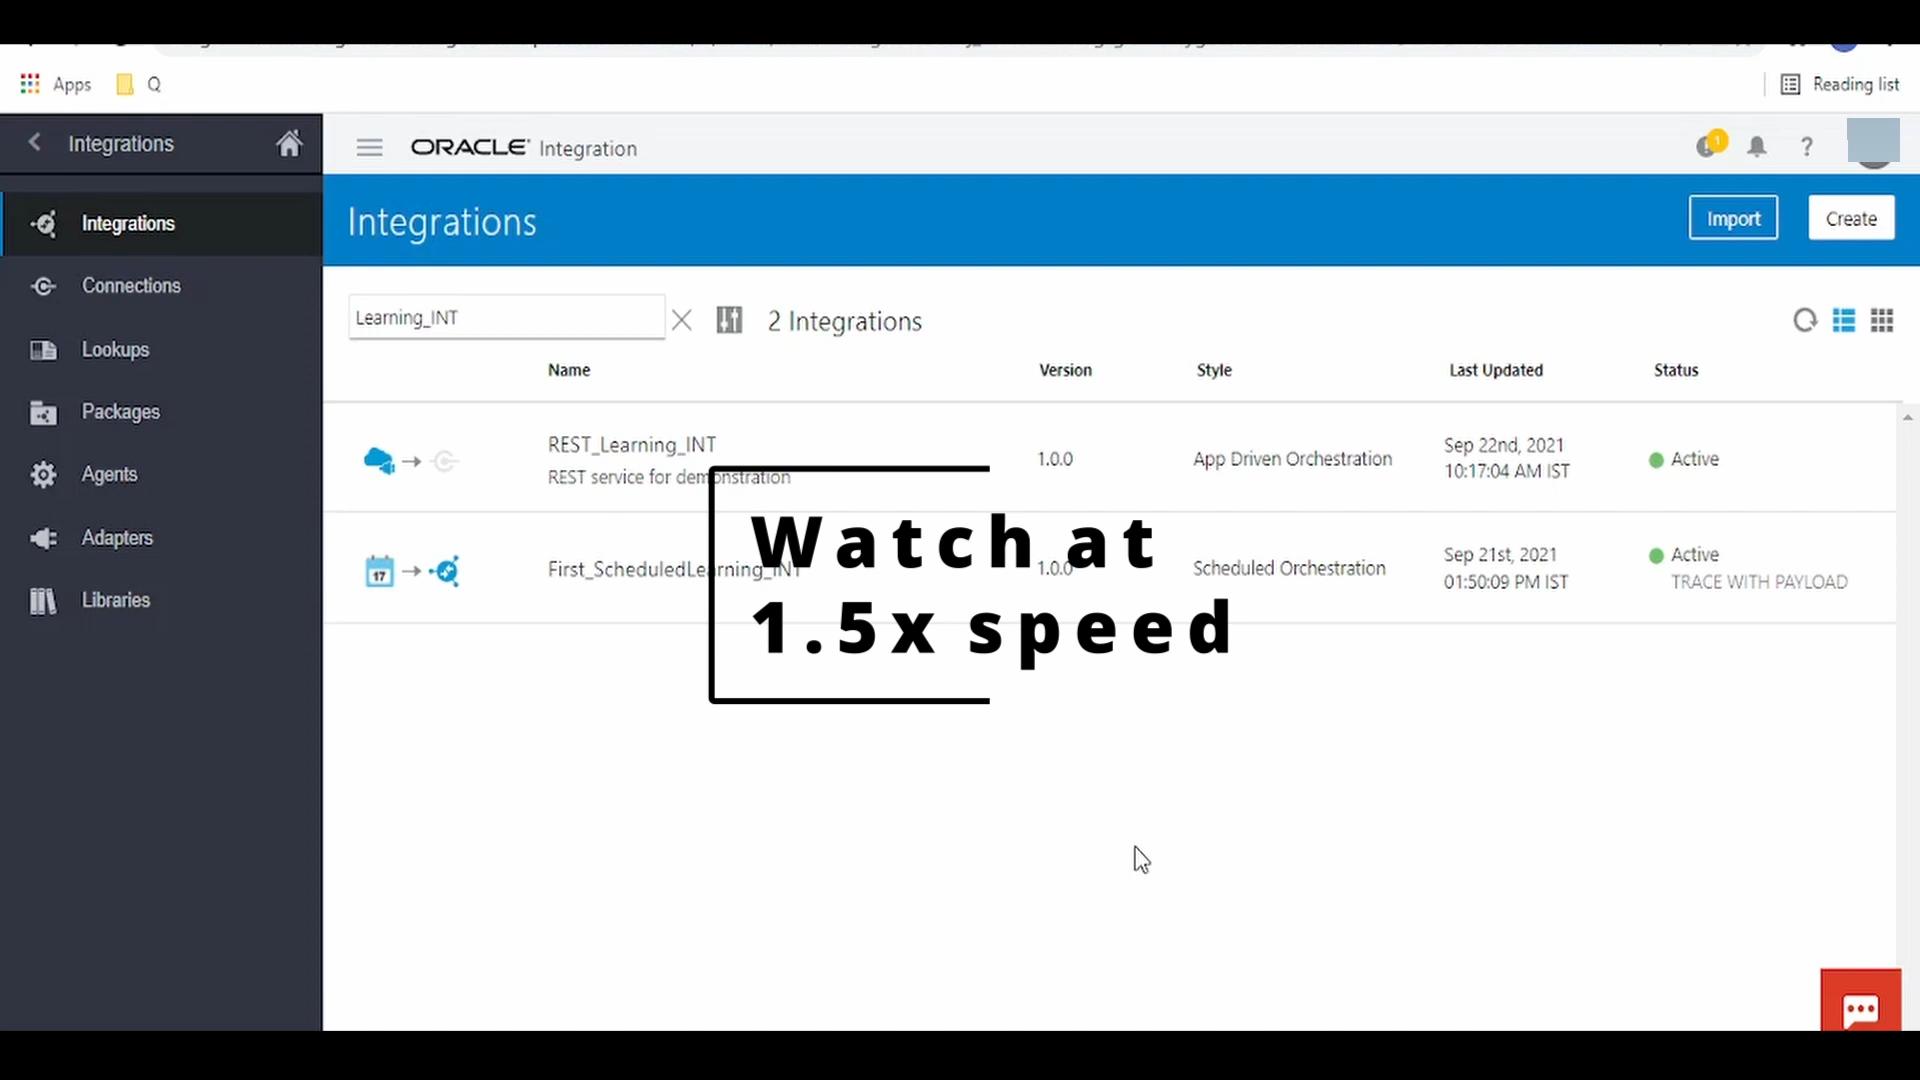 Apps Q Reading list
Integrations
ORACLE Integration 1 ?
Integrations Import Create
Integrations
Connections
Lookups
Packages
Agents
Adapters
Libraries
Learning_INT 2 Integrations
Name Version Style Last Updated Status
REST_Learning_INT 1.0.0 App Driven Orchestration Sep 22nd, 2021 Active
REST service for demonstration 10:17:04 AM IST
17 First_ScheduledLearning_INT 1.0.0 Scheduled Orchestration Sep 21st, 2021 Active
01:50:09 PM IST TRACE WITH PAYLOAD
Watch at
1.5x speed